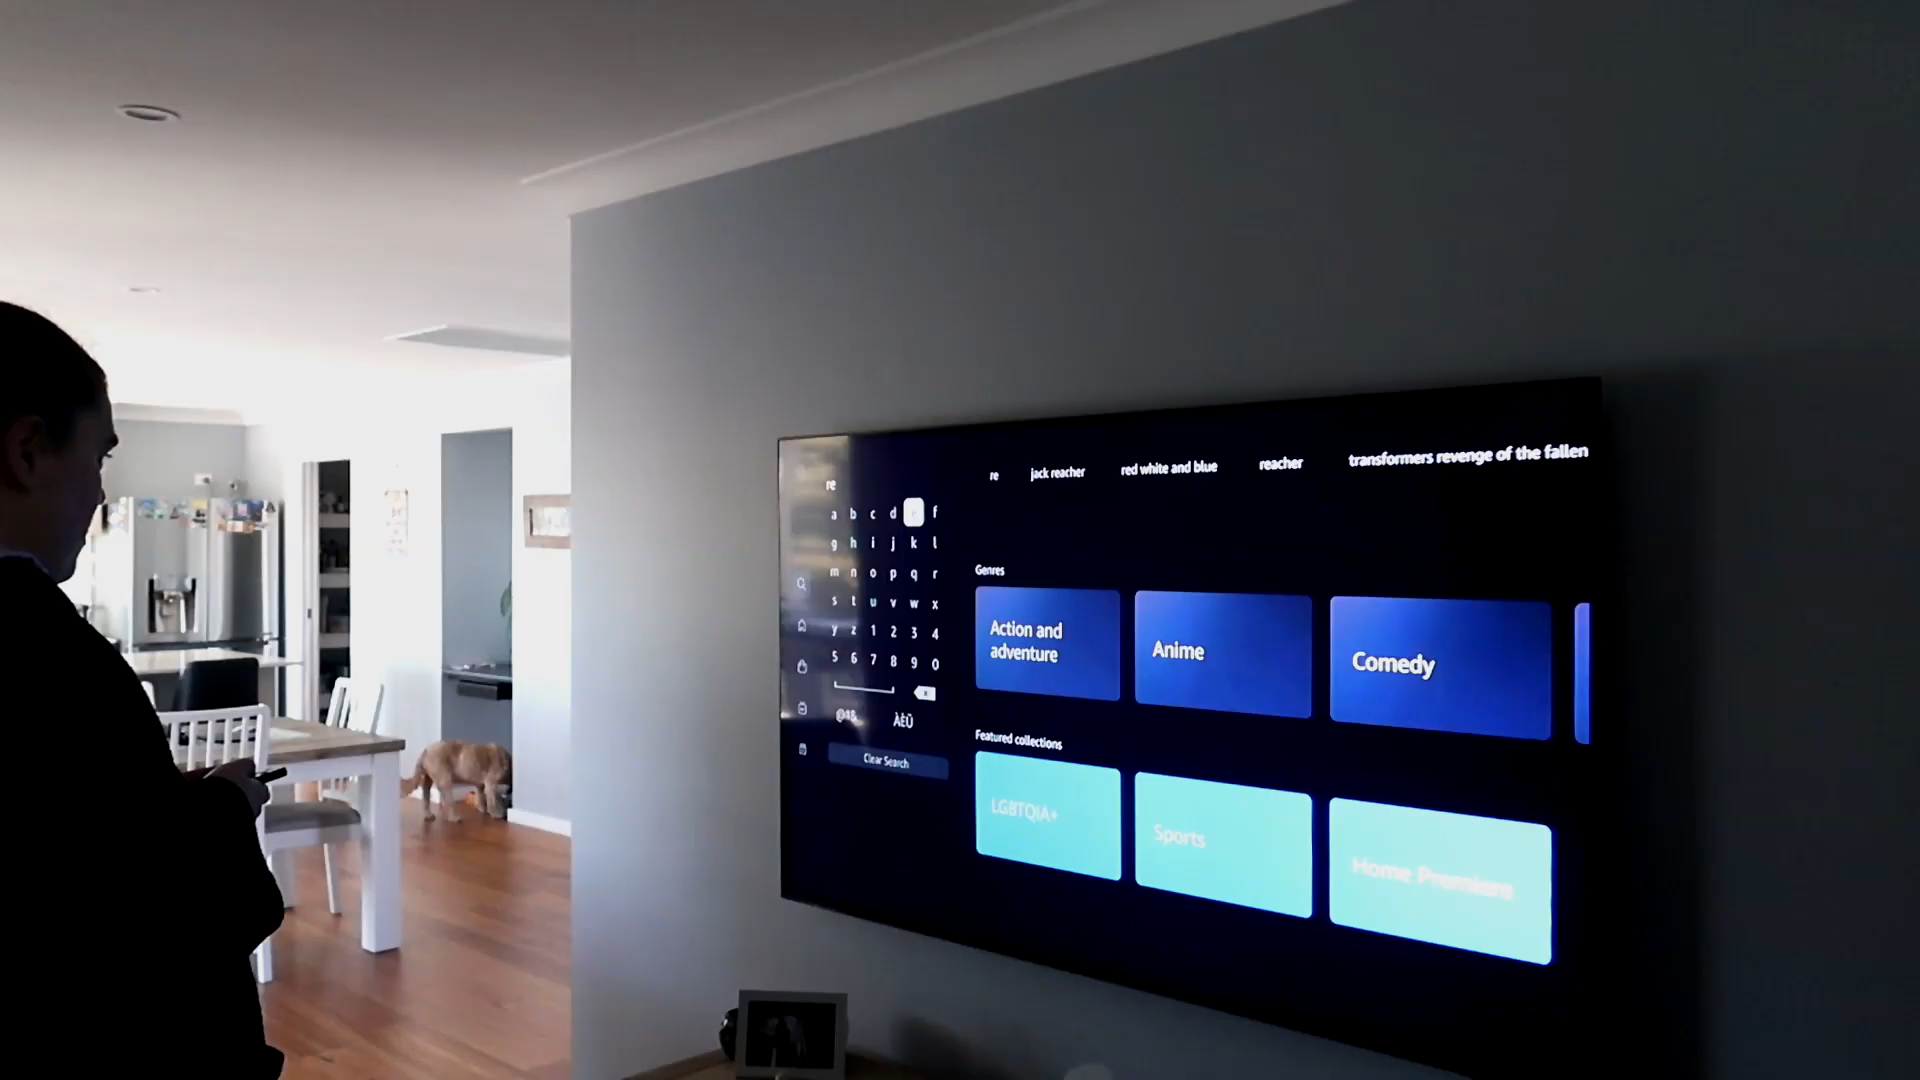 re
re jack reacher red white and blue reacher transformers revenge of the fallen
a b c d e f
g h i j k l
m n o p q r
s t u v w x
y z 1 2 3 4
5 6 7 8 9 0
@#& ÀÈÛ
Clear Search
Genres
Action and
adventure
Anime
Comedy
Featured collections
LGBTQIA+
Sports
Home Premiere